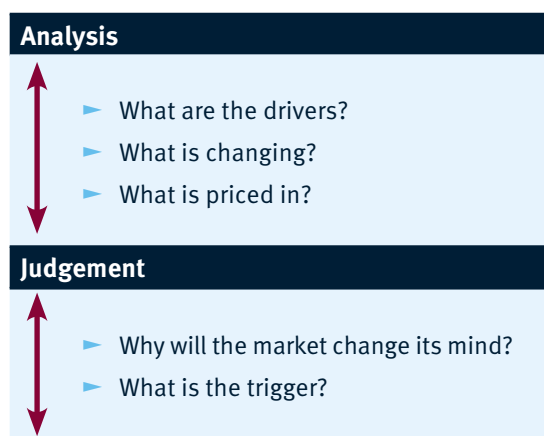 Analysis
► What are the drivers?
► What is changing?
► What is priced in?
Judgement
► Why will the market change its mind?
► What is the trigger?